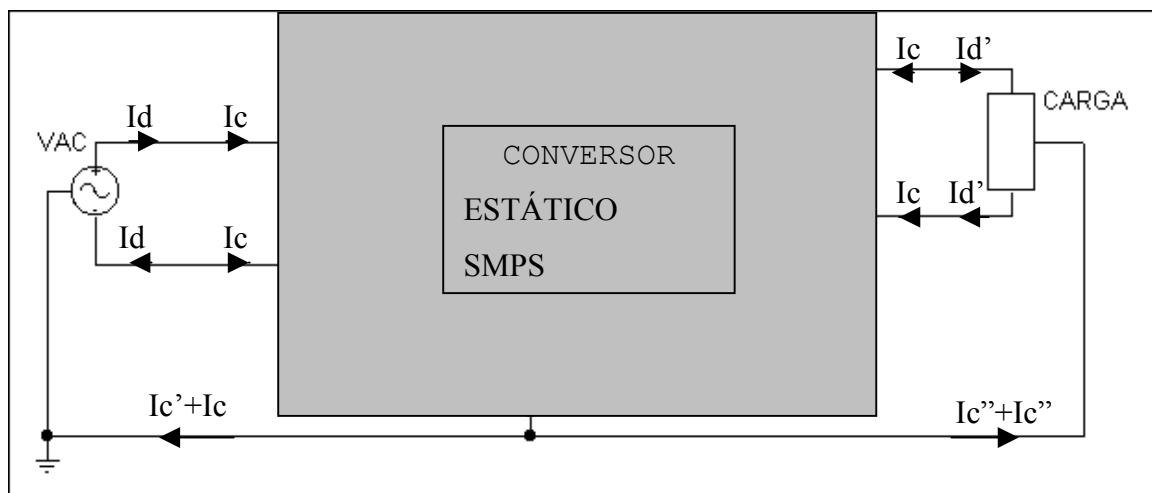 Ic Id’
Id Ic
VAC
CARGA
CONVERSOR
ESTÁTICO
SMPS
Id Ic
Ic Id’
Ic’+Ic
Ic”+Ic”